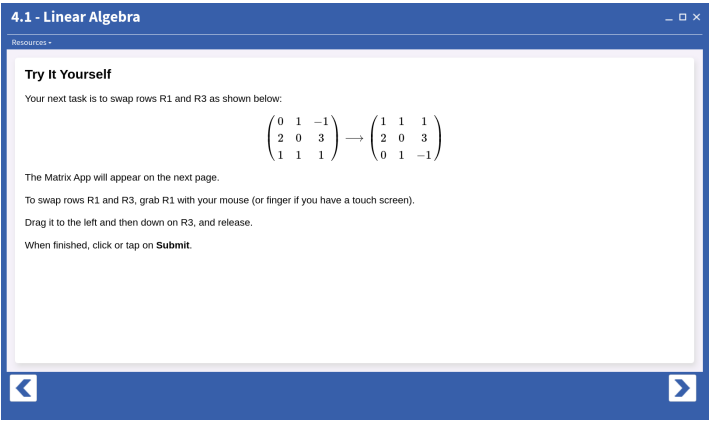 4.1 - Linear Algebra
Resources
Try It Yourself
Your next task is to swap rows R1 and R3 as shown below:
0 1 −1 1 1 1
2 0 3 ⟶ 2 0 3
1 1 1 0 1 −1
The Matrix App will appear on the next page.
To swap rows R1 and R3, grab R1 with your mouse (or finger if you have a touch screen).
Drag it to the left and then down on R3, and release.
When finished, click or tap on Submit.